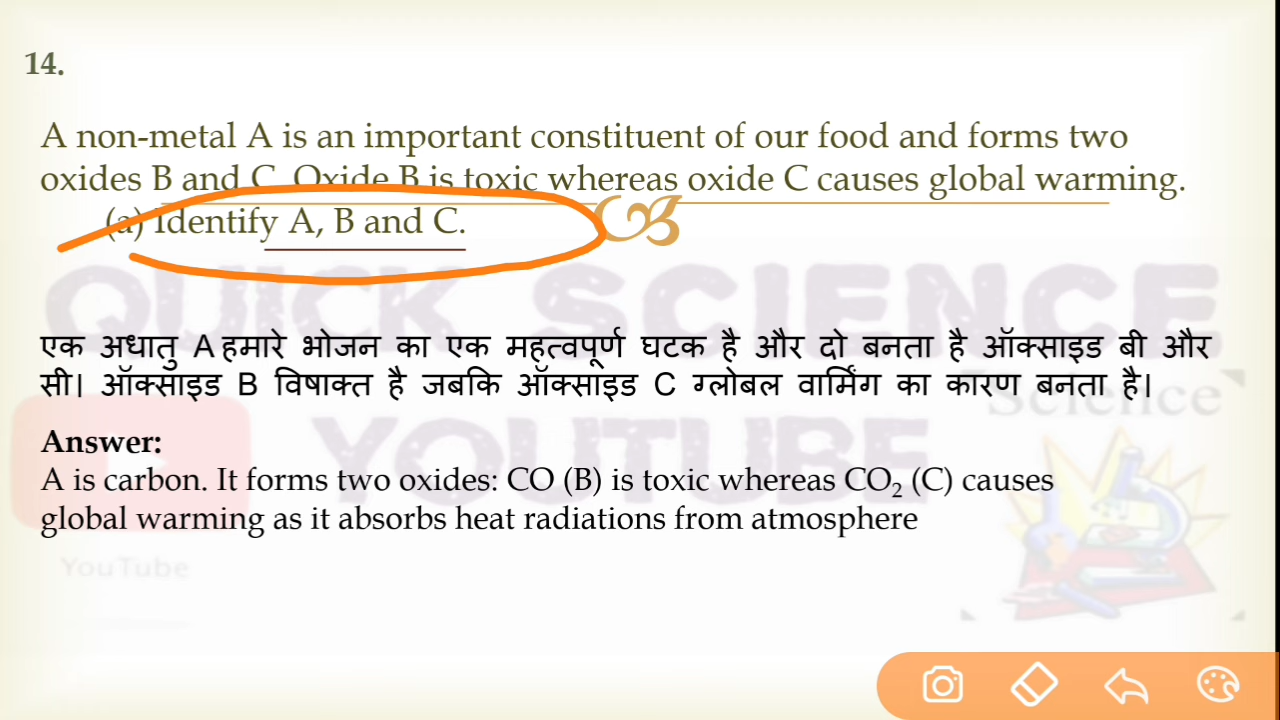 14.
A non-metal A is an important constituent of our food and forms two
oxides B and C. Oxide B is toxic whereas oxide C causes global warming.
(a) Identify A, B and C.
QUICK SCIENCE
एक अधातु A हमारे भोजन का एक महत्वपूर्ण घटक है और दो बनता है ऑक्साइड बी और
सी। ऑक्साइड B विषाक्त है जबकि ऑक्साइड C ग्लोबल वार्मिंग का कारण बनता है।
Science
YOUTUBE
Answer:
A is carbon. It forms two oxides: CO (B) is toxic whereas CO₂ (C) causes
global warming as it absorbs heat radiations from atmosphere
YouTube